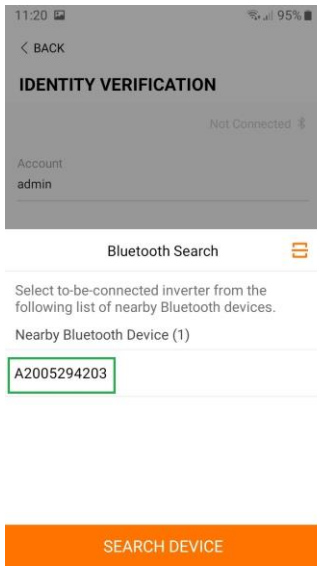 11:20 95%
< BACK
IDENTITY VERIFICATION
Not Connected
Account
admin
Bluetooth Search
Select to-be-connected inverter from the
following list of nearby Bluetooth devices.
Nearby Bluetooth Device (1)
A2005294203
SEARCH DEVICE